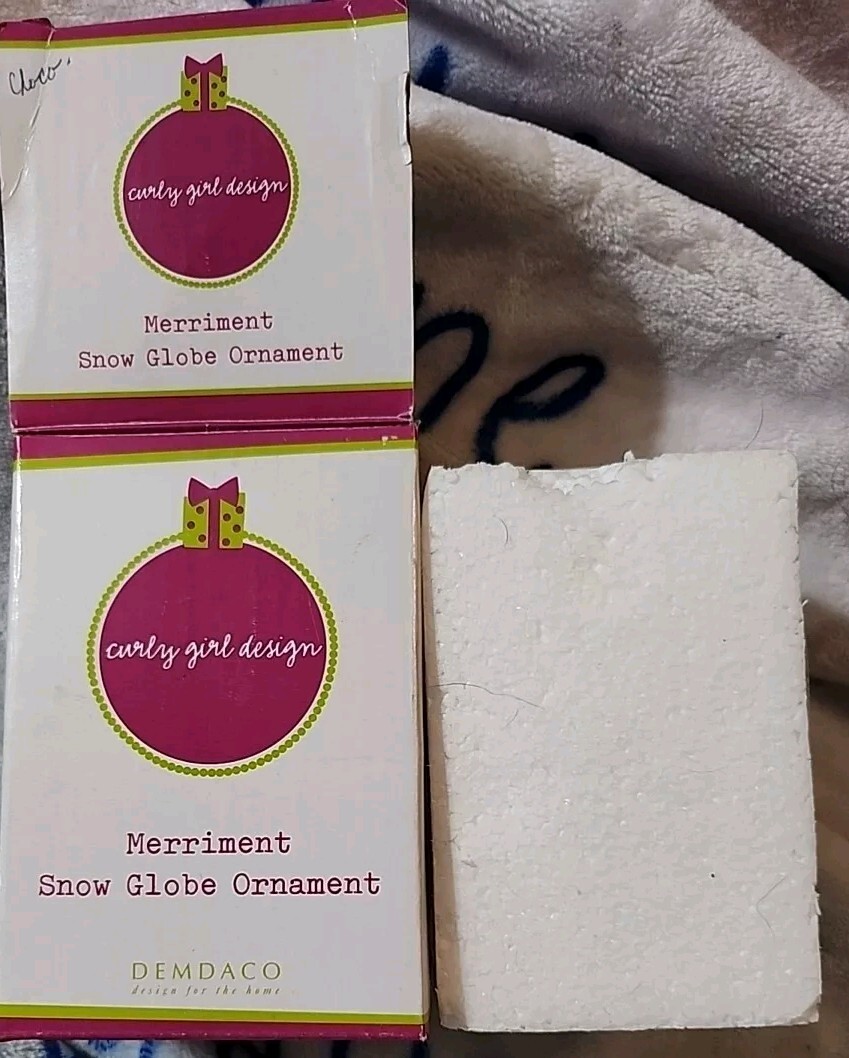 Choco.
curly girl design
Merriment
Snow Globe Ornament
curly girl design
Merriment
Snow Globe Ornament
DEMDACO
design for the home